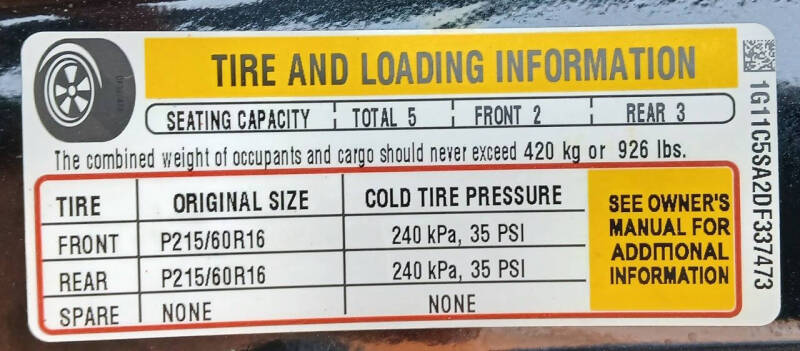 TIRE AND LOADING INFORMATION
SEATING CAPACITY TOTAL 5 FRONT 2 REAR 3
The combined weight of occupants and cargo should never exceed 420 kg or 926 lbs.
TIRE ORIGINAL SIZE COLD TIRE PRESSURE
FRONT P215/60R16 240 kPa, 35 PSI
REAR P215/60R16 240 kPa, 35 PSI
SPARE NONE NONE
SEE OWNER'S
MANUAL FOR
ADDITIONAL
INFORMATION
1G11C5SA2DF337473